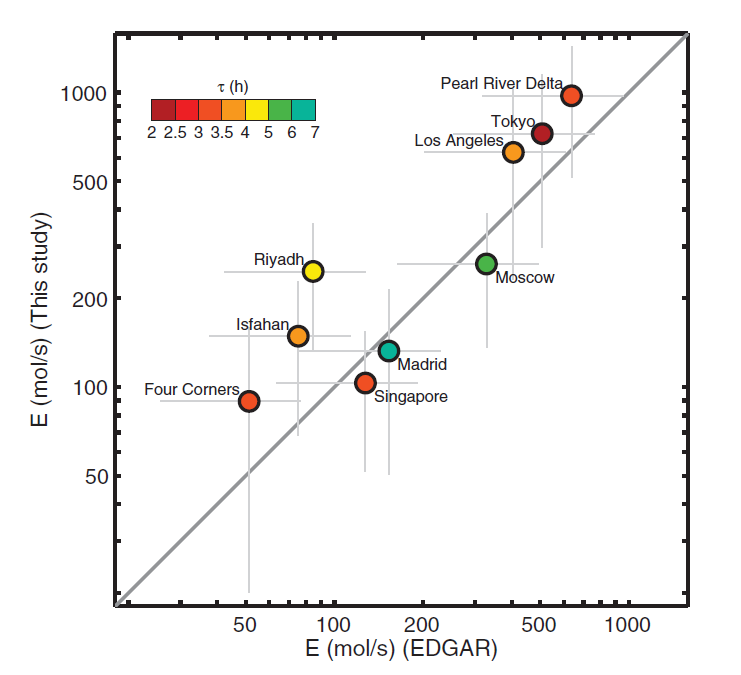 τ (h)
2 2.5 3 3.5 4 5 6 7
Pearl River Delta
Tokyo
Los Angeles
Moscow
Riyadh
Isfahan
Madrid
Four Corners
Singapore
1000
500
200
100
50
50 100 200 500 1000
E (mol/s) (This study)
E (mol/s) (EDGAR)